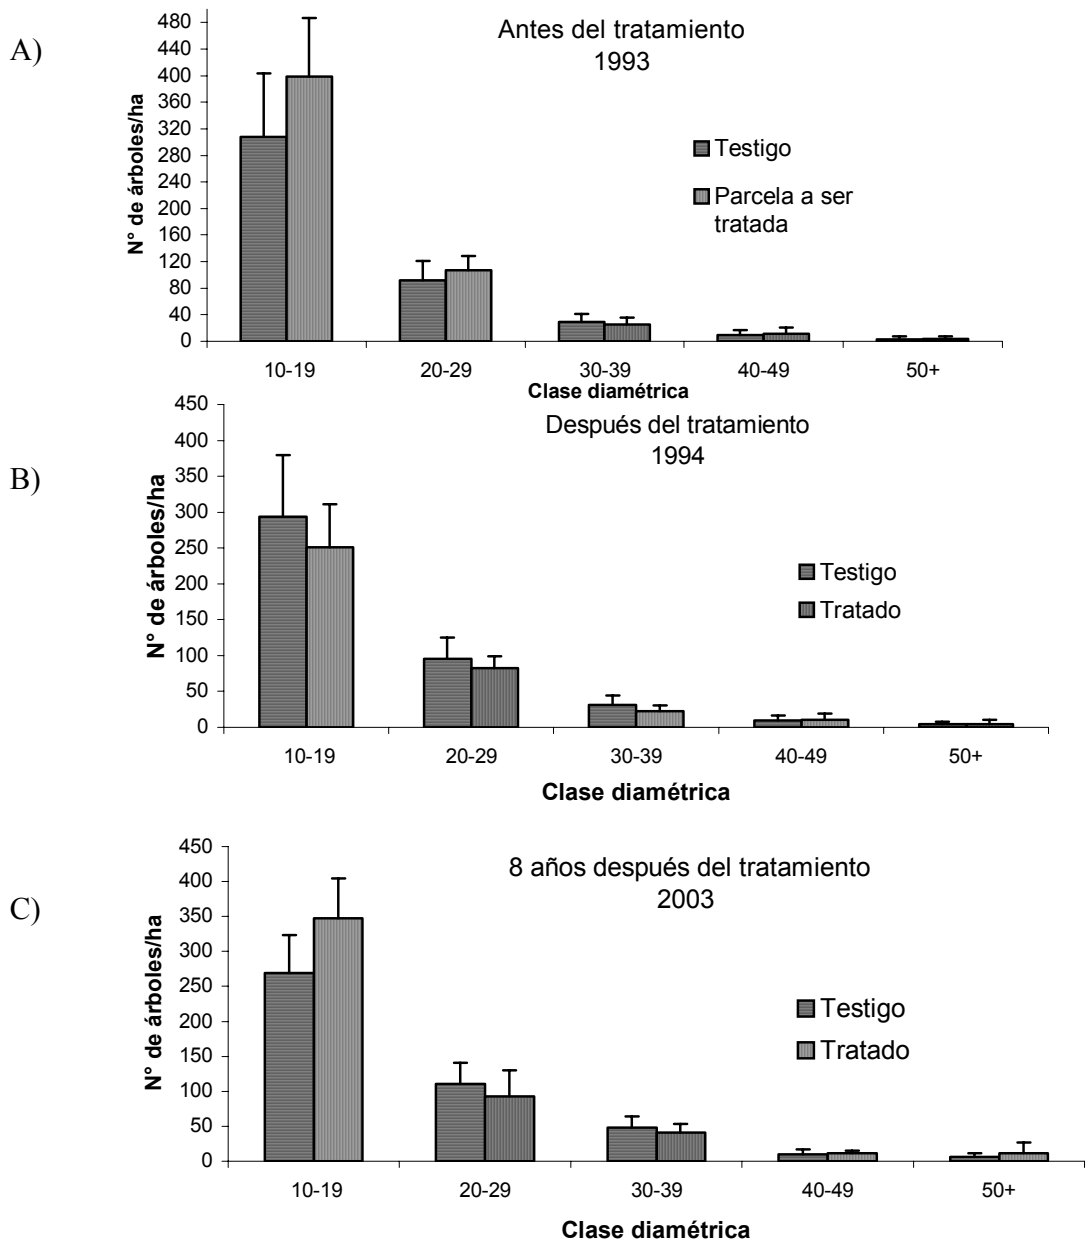 A)
Antes del tratamiento
1993
N° de árboles/ha
480
440
400
360
320
280
240
200
160
120
80
40
0
Testigo
Parcela a ser
tratada
10-19 20-29 30-39 40-49 50+
Clase diamétrica
B)
Después del tratamiento
1994
N° de árboles/ha
450
400
350
300
250
200
150
100
50
0
Testigo
Tratado
10-19 20-29 30-39 40-49 50+
Clase diamétrica
C)
8 años después del tratamiento
2003
N° de árboles/ha
450
400
350
300
250
200
150
100
50
0
Testigo
Tratado
10-19 20-29 30-39 40-49 50+
Clase diamétrica